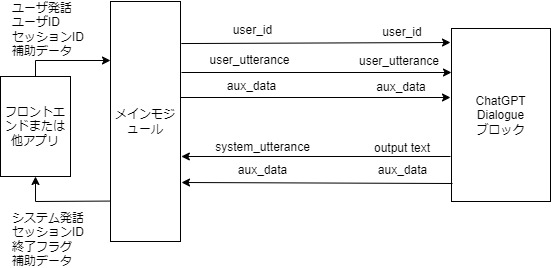 ユーザ発話
ユーザID
セッションID
補助データ
フロントエ
ンドまたは
他アプリ
システム発話
セッションID
終了フラグ
補助データ
メインモジ
ュール
user_id
user_id
user_utterance
user_utterance
aux_data
aux_data
system_utterance
output text
aux_data
aux_data
ChatGPT
Dialogue
ブロック